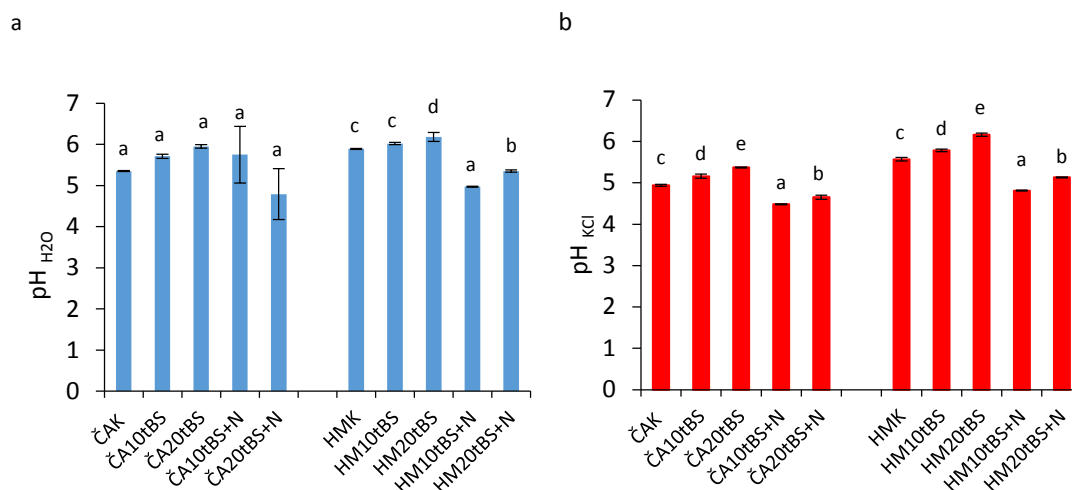 a
pH H2O
7
6
5
4
3
2
1
0
a a a a a c c d a b
ČAK ČA10tBS ČA20tBS ČA10tBS+N ČA20tBS+N HMK HM10tBS HM20tBS HM10tBS+N HM20tBS+N
b
pH KCl
7
6
5
4
3
2
1
0
c d e a b c d e a b
ČAK ČA10tBS ČA20tBS ČA10tBS+N ČA20tBS+N HMK HM10tBS HM20tBS HM10tBS+N HM20tBS+N